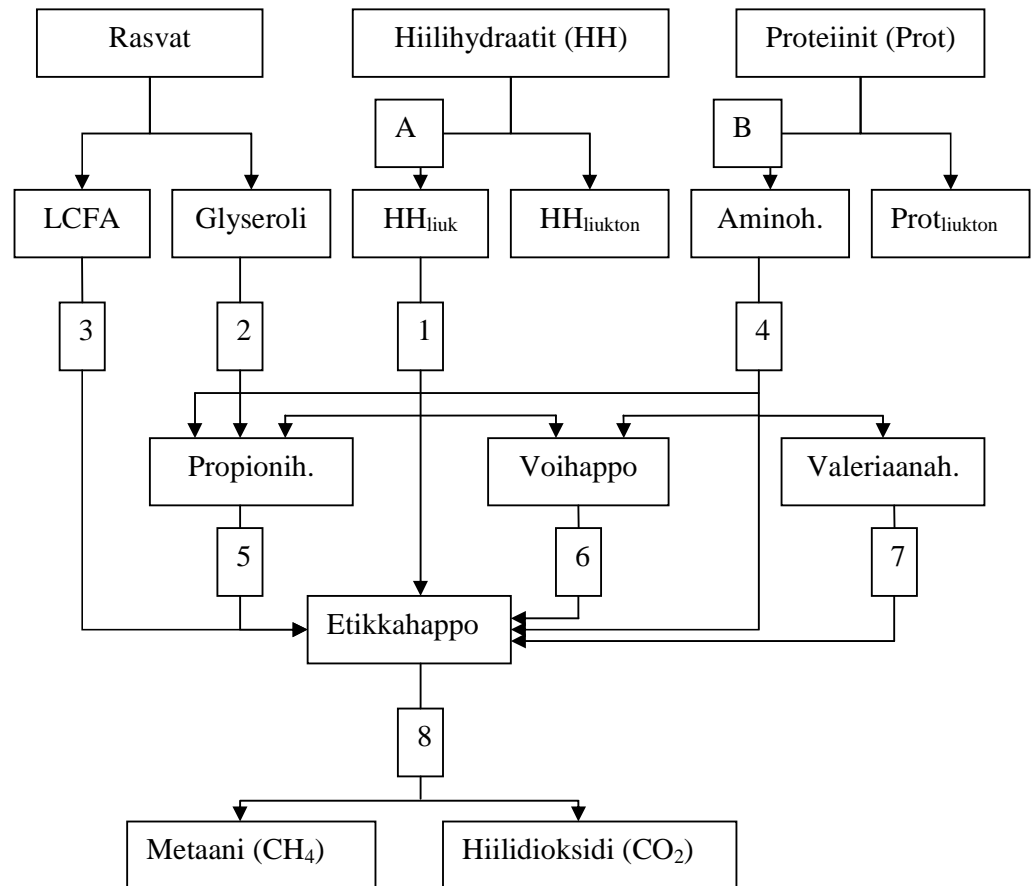 Rasvat
Hiilihydraatit (HH)
Proteiinit (Prot)
A
B
LCFA
Glyseroli
HHliuk
HHliukton
Aminoh.
Protliukton
3
2
1
4
Propionih.
Voihappo
Valeriaanah.
5
6
7
Etikkahappo
8
Metaani (CH4)
Hiilidioksidi (CO2)